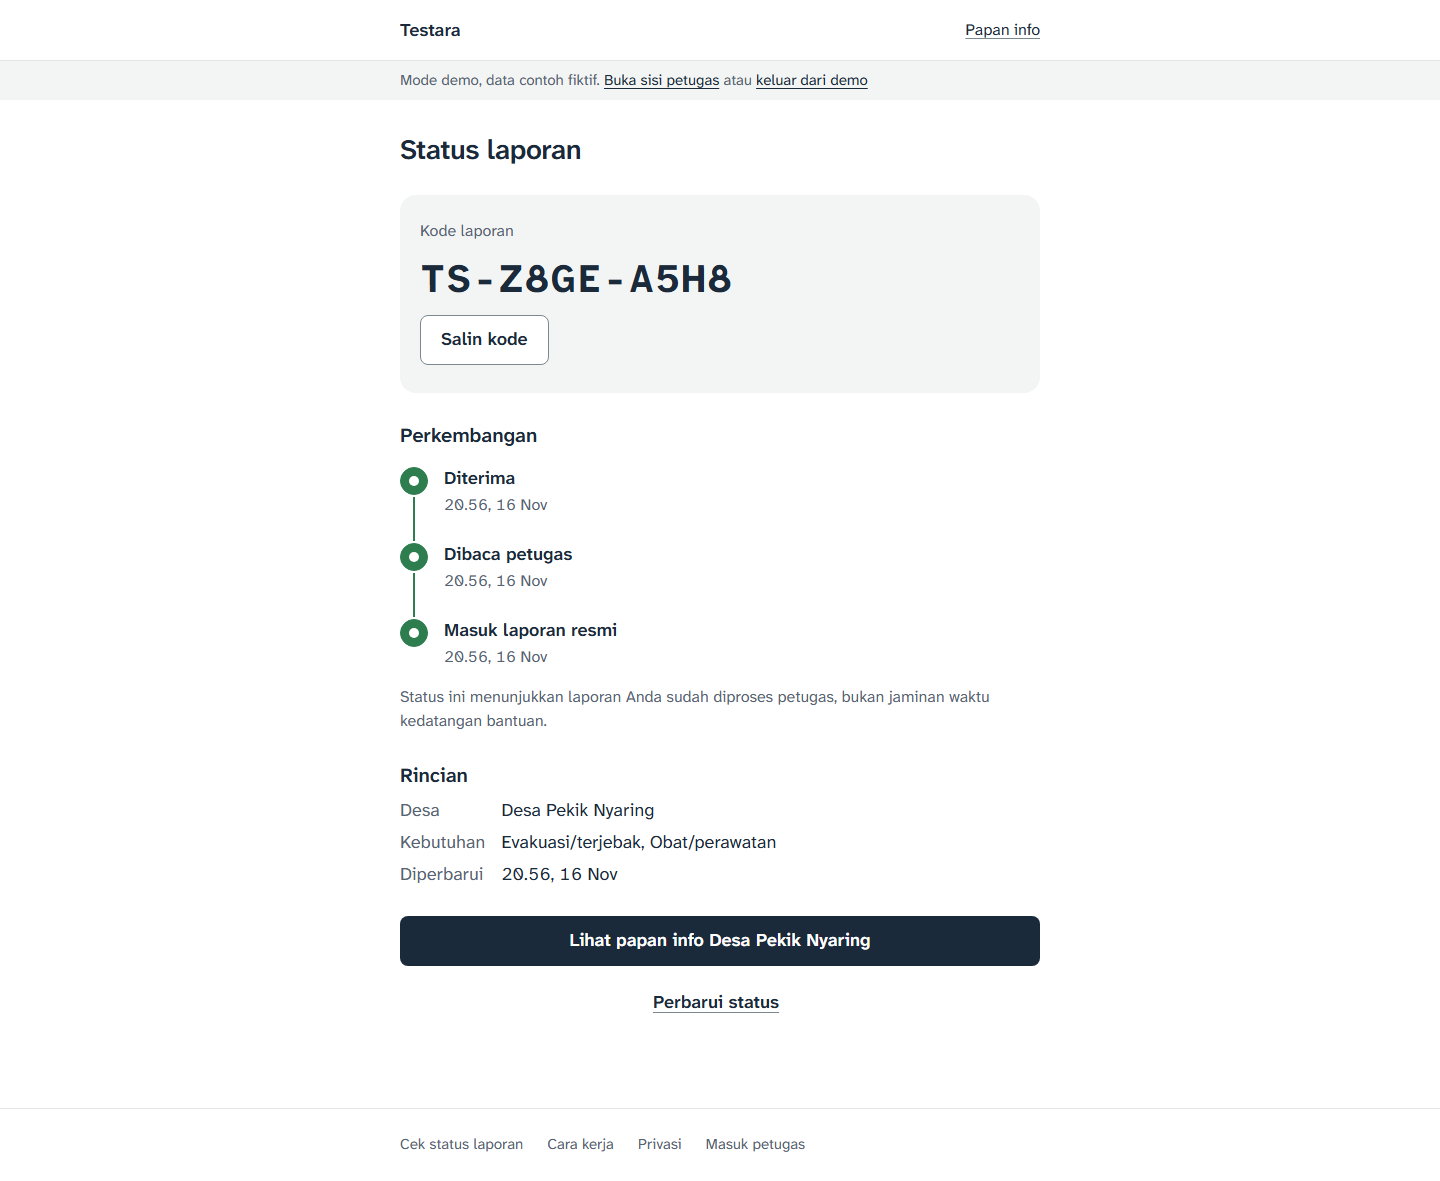 Testara
Papan info
Mode demo, data contoh fiktif. Buka sisi petugas atau keluar dari demo
Status laporan
Kode laporan
TS-Z8GE-A5H8
Salin kode
Perkembangan
Diterima
20.56, 16 Nov
Dibaca petugas
20.56, 16 Nov
Masuk laporan resmi
20.56, 16 Nov
Status ini menunjukkan laporan Anda sudah diproses petugas, bukan jaminan waktu
kedatangan bantuan.
Rincian
Desa Desa Pekik Nyaring
Kebutuhan Evakuasi/terjebak, Obat/perawatan
Diperbarui 20.56, 16 Nov
Lihat papan info Desa Pekik Nyaring
Perbarui status
Cek status laporan Cara kerja Privasi Masuk petugas